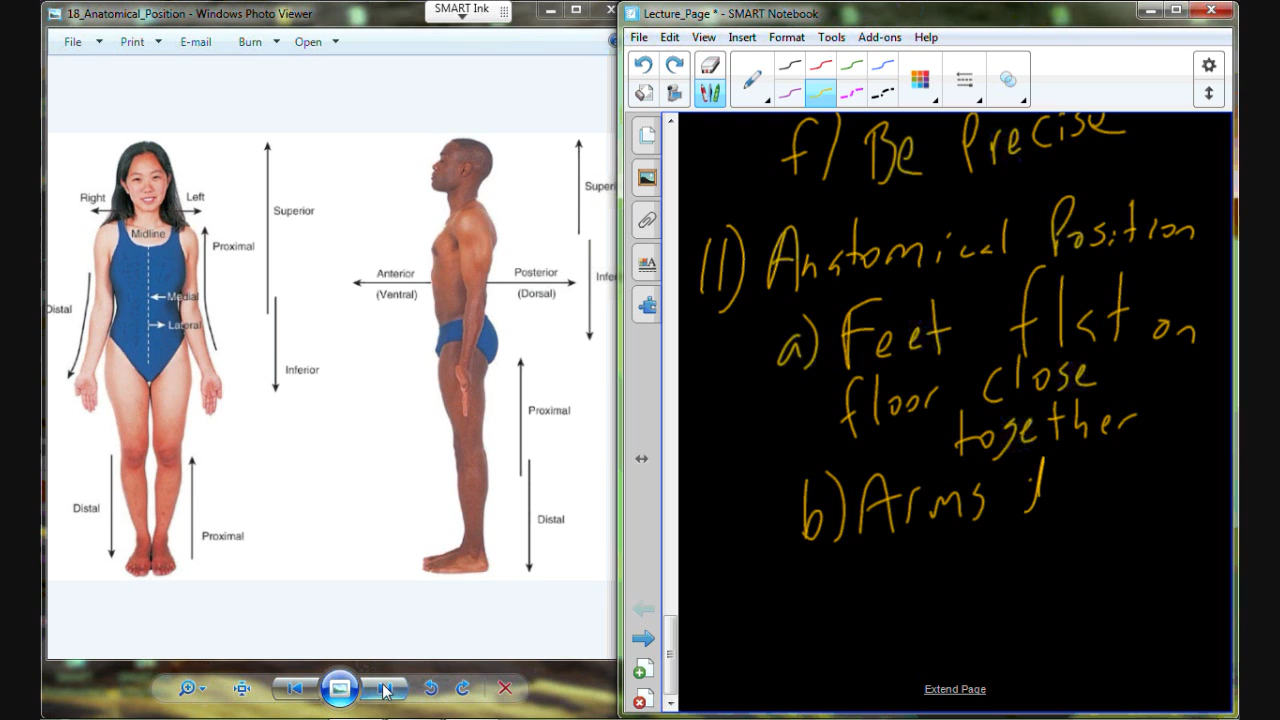 18_Anatomical_Position - Windows Photo Viewer
SMART Ink
File Print E-mail Burn Open
Right Left
Midline
Superior
Proximal
Medial
Distal
Lateral
Inferior
Distal
Proximal
Anterior
(Ventral)
Posterior
(Dorsal)
Proximal
Distal
Lecture_Page * - SMART Notebook
File Edit View Insert Format Tools Add-ons Help
f) Be Precise
11) Anatomical Position
a) Feet flat on
floor close
together
b) Arms
Extend Page